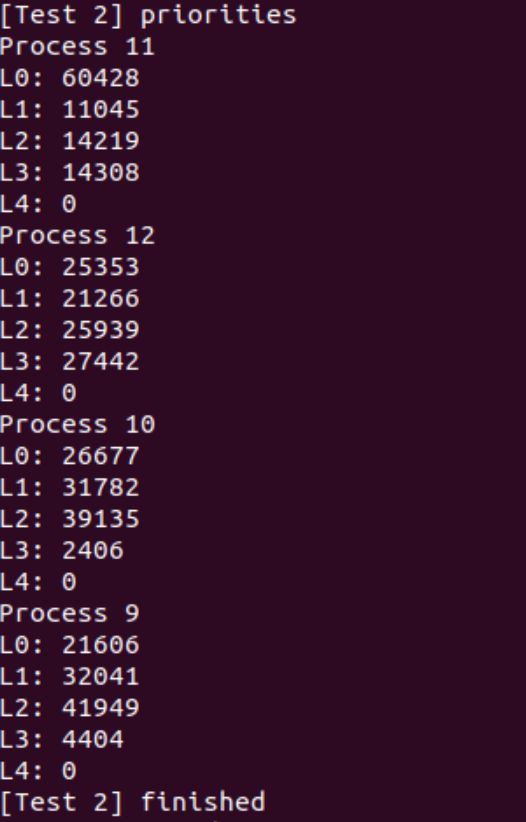 [Test 2] priorities
Process 11
L0: 60428
L1: 11045
L2: 14219
L3: 14308
L4: 0
Process 12
L0: 25353
L1: 21266
L2: 25939
L3: 27442
L4: 0
Process 10
L0: 26677
L1: 31782
L2: 39135
L3: 2406
L4: 0
Process 9
L0: 21606
L1: 32041
L2: 41949
L3: 4404
L4: 0
[Test 2] finished